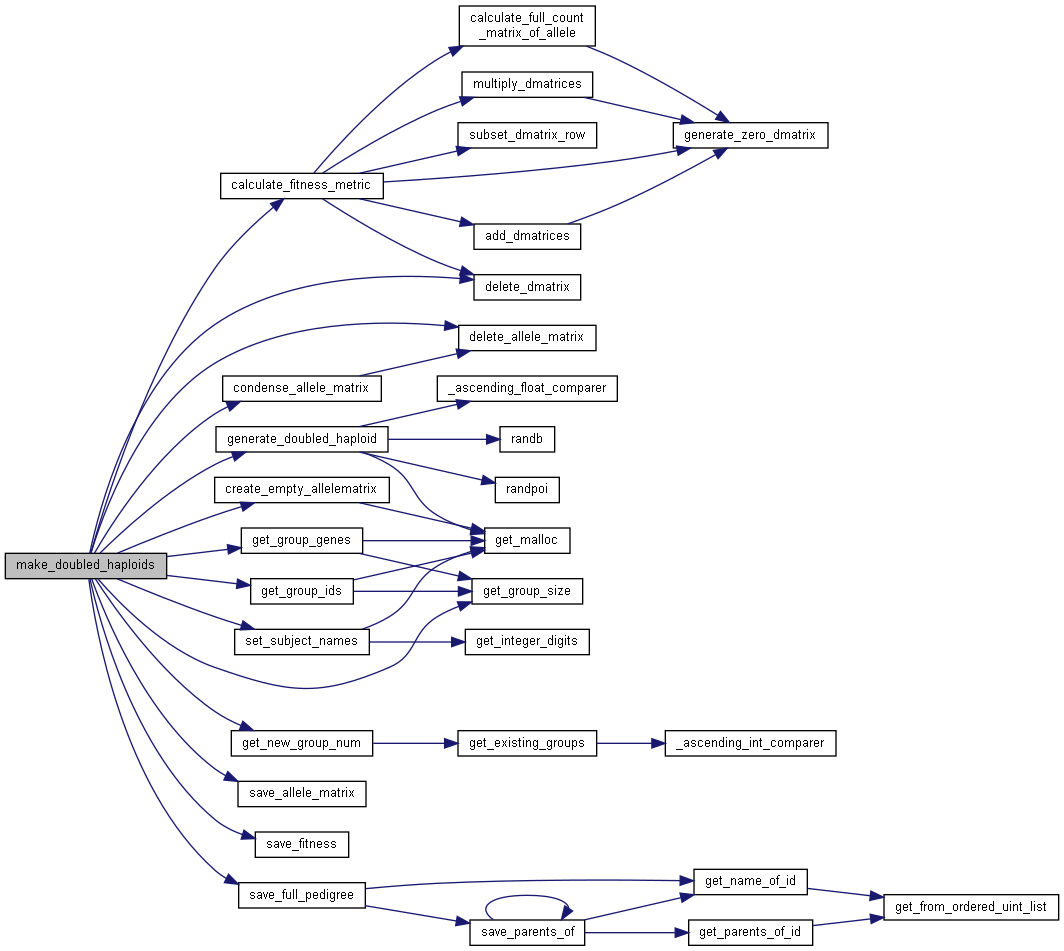 calculate_full_count
_matrix_of_allele
multiply_dmatrices
subset_dmatrix_row
generate_zero_dmatrix
calculate_fitness_metric
add_dmatrices
delete_dmatrix
delete_allele_matrix
condense_allele_matrix
_ascending_float_comparer
generate_doubled_haploid
randb
create_empty_allelematrix
randpoi
get_group_genes
get_malloc
make_doubled_haploids
get_group_ids
get_group_size
set_subject_names
get_integer_digits
get_new_group_num
get_existing_groups
_ascending_int_comparer
save_allele_matrix
save_fitness
save_full_pedigree
get_name_of_id
get_from_ordered_uint_list
save_parents_of
get_parents_of_id